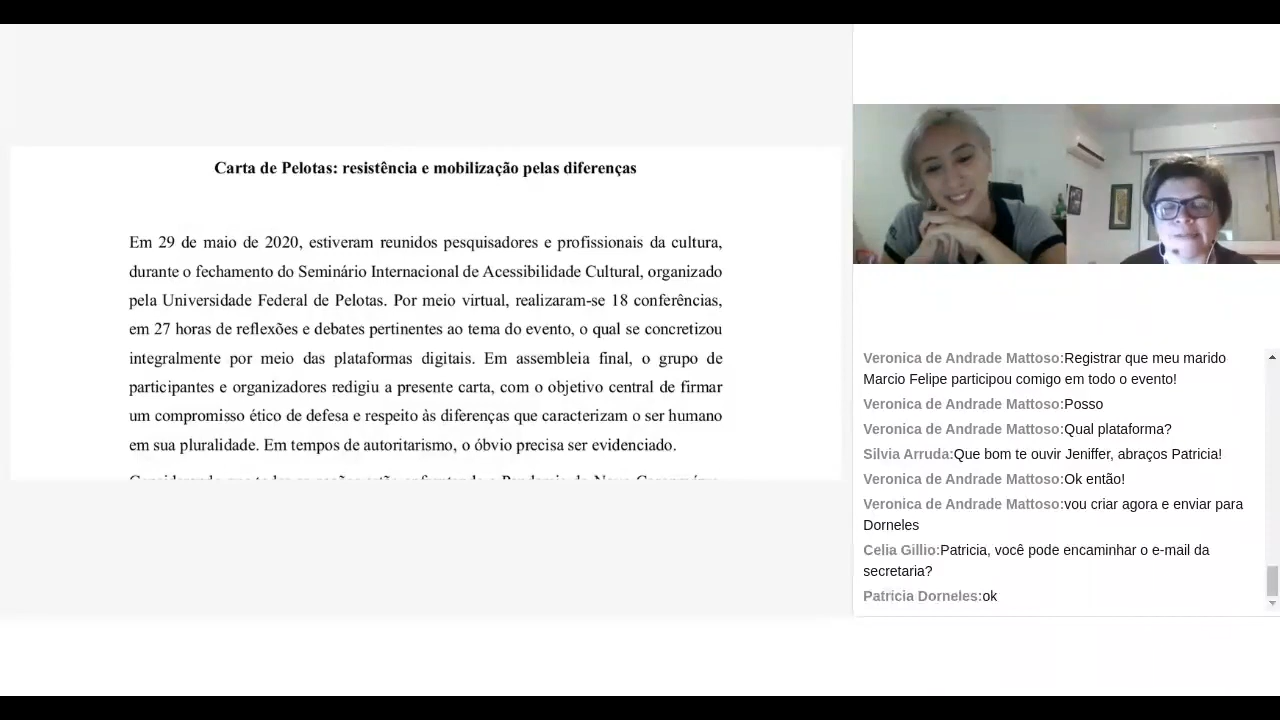 Carta de Pelotas: resistência e mobilização pelas diferenças
Em 29 de maio de 2020, estiveram reunidos pesquisadores e profissionais da cultura,
durante o fechamento do Seminário Internacional de Acessibilidade Cultural, organizado
pela Universidade Federal de Pelotas. Por meio virtual, realizaram-se 18 conferências,
em 27 horas de reflexões e debates pertinentes ao tema do evento, o qual se concretizou
integralmente por meio das plataformas digitais. Em assembleia final, o grupo de
participantes e organizadores redigiu a presente carta, com o objetivo central de firmar
um compromisso ético de defesa e respeito às diferenças que caracterizam o ser humano
em sua pluralidade. Em tempos de autoritarismo, o óbvio precisa ser evidenciado.
Veronica de Andrade Mattoso:Registrar que meu marido
Marcio Felipe participou comigo em todo o evento!
Veronica de Andrade Mattoso:Posso
Veronica de Andrade Mattoso:Qual plataforma?
Silvia Arruda:Que bom te ouvir Jeniffer, abraços Patricia!
Veronica de Andrade Mattoso:Ok então!
Veronica de Andrade Mattoso:vou criar agora e enviar para
Dorneles
Celia Gillio:Patricia, você pode encaminhar o e-mail da
secretaria?
Patrícia Dorneles:ok